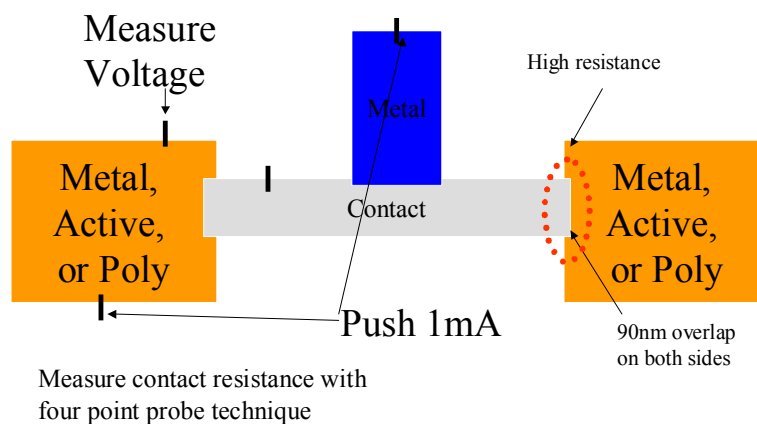 Measure
Voltage
Metal
High resistance
Metal,
Active,
or Poly
Contact
Metal,
Active,
or Poly
Push 1mA
90nm overlap
on both sides
Measure contact resistance with
four point probe technique